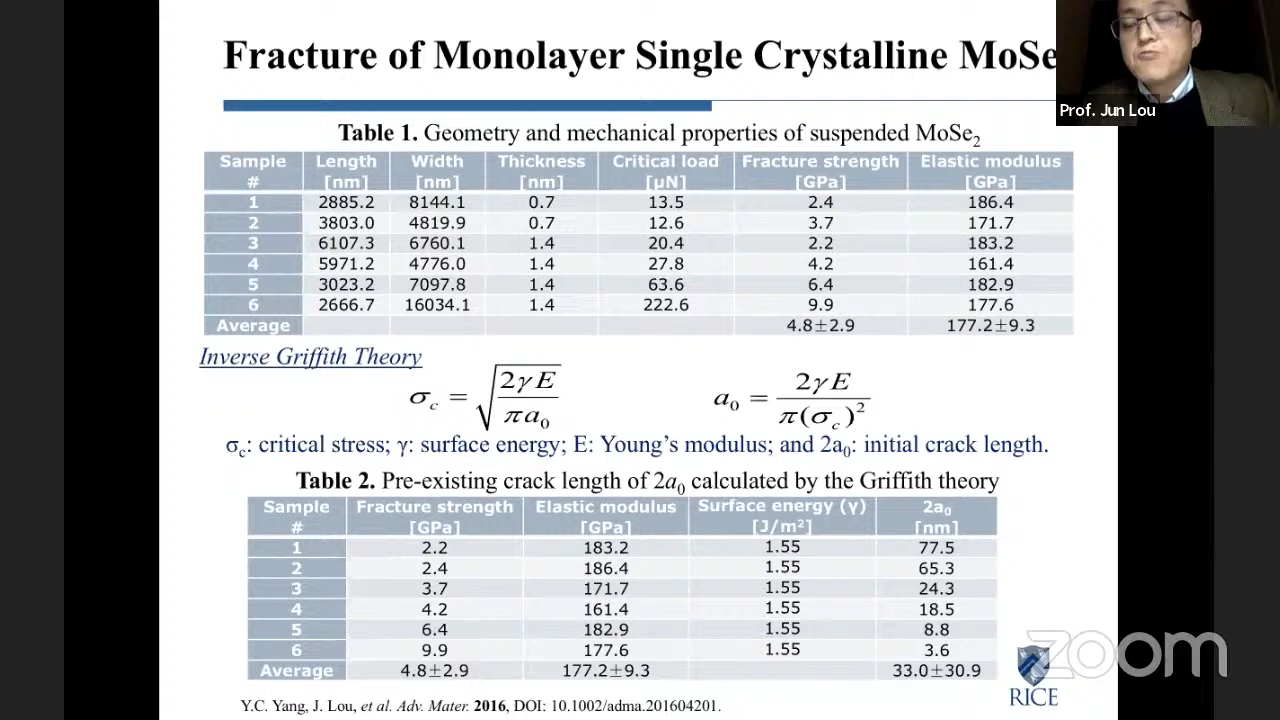 Fracture of Monolayer Single Crystalline MoSe
Prof. Jun Lou
Table 1. Geometry and mechanical properties of suspended MoSe₂
Sample # Length [nm] Width [nm] Thickness [nm] Critical load [μN] Fracture strength [GPa] Elastic modulus [GPa]
1 2885.2 8144.1 0.7 13.5 2.4 186.4
2 3803.0 4819.9 0.7 12.6 3.7 171.7
3 6107.3 6760.1 1.4 20.4 2.2 183.2
4 5971.2 4776.0 1.4 27.8 4.2 161.4
5 3023.2 7097.8 1.4 63.6 6.4 182.9
6 2666.7 16034.1 1.4 222.6 9.9 177.6
Average 4.8±2.9 177.2±9.3
Inverse Griffith Theory
σc = √(2γE / πa₀) a₀ = 2γE / π(σc)²
σc: critical stress; γ: surface energy; E: Young's modulus; and 2a₀: initial crack length.
Table 2. Pre-existing crack length of 2a₀ calculated by the Griffith theory
Sample # Fracture strength [GPa] Elastic modulus [GPa] Surface energy (γ) [J/m²] 2a₀ [nm]
1 2.2 183.2 1.55 77.5
2 2.4 186.4 1.55 65.3
3 3.7 171.7 1.55 24.3
4 4.2 161.4 1.55 18.5
5 6.4 182.9 1.55 8.8
6 9.9 177.6 1.55 3.6
Average 4.8±2.9 177.2±9.3 33.0±30.9
zoom
RICE
Y.C. Yang, J. Lou, et al. Adv. Mater. 2016, DOI: 10.1002/adma.201604201.